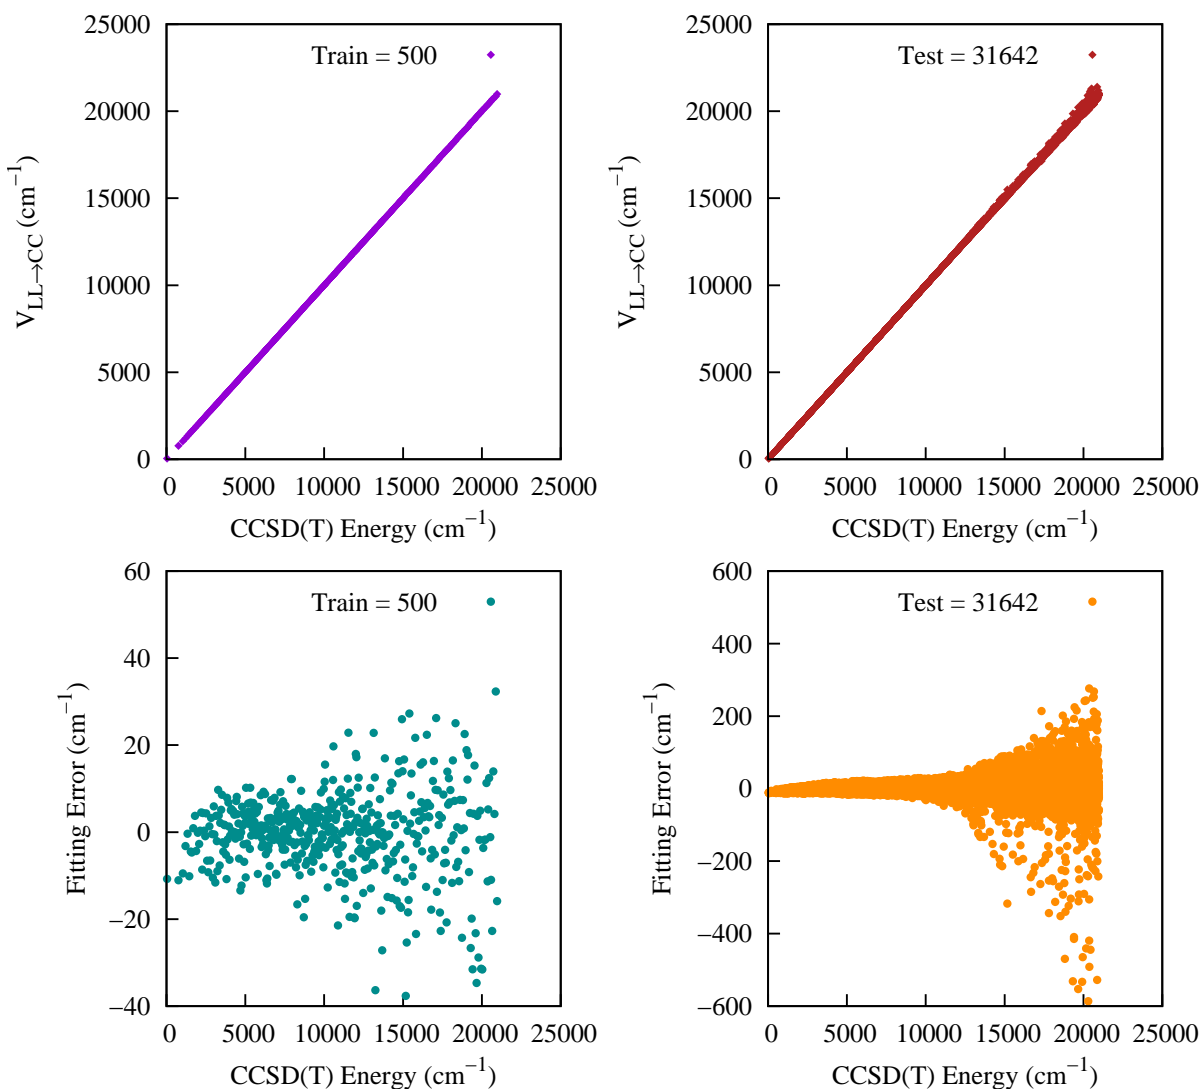 25000
20000
15000
10000
5000
0
V_LL→CC (cm⁻¹)
Train = 500
0 5000 10000 15000 20000 25000
CCSD(T) Energy (cm⁻¹)
25000
20000
15000
10000
5000
0
V_LL→CC (cm⁻¹)
Test = 31642
0 5000 10000 15000 20000 25000
CCSD(T) Energy (cm⁻¹)
60
40
20
0
−20
−40
Fitting Error (cm⁻¹)
Train = 500
0 5000 10000 15000 20000 25000
CCSD(T) Energy (cm⁻¹)
600
400
200
0
−200
−400
−600
Fitting Error (cm⁻¹)
Test = 31642
0 5000 10000 15000 20000 25000
CCSD(T) Energy (cm⁻¹)